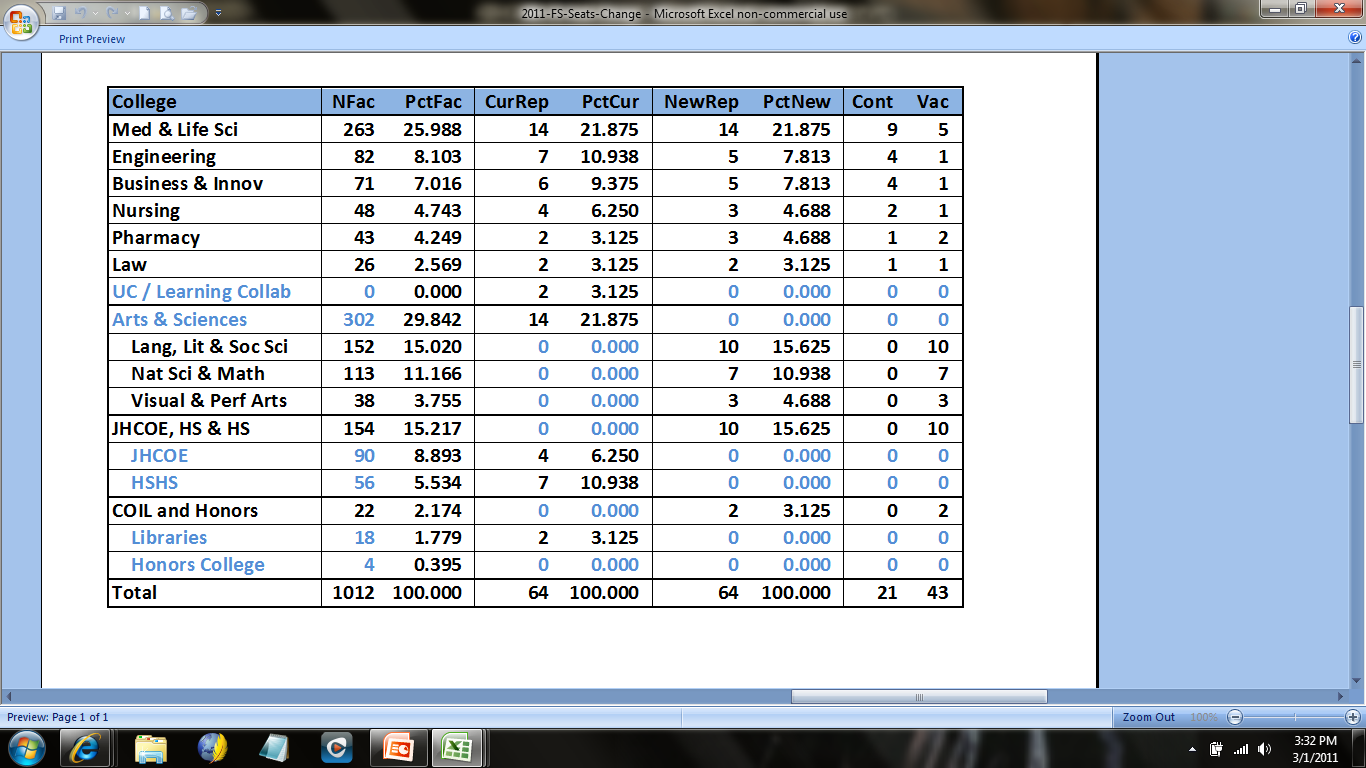 2011-FS-Seats-Change - Microsoft Excel non-commercial use
Print Preview
College NFac PctFac CurRep PctCur NewRep PctNew Cont Vac
Med & Life Sci 263 25.988 14 21.875 14 21.875 9 5
Engineering 82 8.103 7 10.938 5 7.813 4 1
Business & Innov 71 7.016 6 9.375 5 7.813 4 1
Nursing 48 4.743 4 6.250 3 4.688 2 1
Pharmacy 43 4.249 2 3.125 3 4.688 1 2
Law 26 2.569 2 3.125 2 3.125 1 1
UC / Learning Collab 0 0.000 2 3.125 0 0.000 0 0
Arts & Sciences 302 29.842 14 21.875 0 0.000 0 0
Lang, Lit & Soc Sci 152 15.020 0 0.000 10 15.625 0 10
Nat Sci & Math 113 11.166 0 0.000 7 10.938 0 7
Visual & Perf Arts 38 3.755 0 0.000 3 4.688 0 3
JHCOE, HS & HS 154 15.217 0 0.000 10 15.625 0 10
JHCOE 90 8.893 4 6.250 0 0.000 0 0
HSHS 56 5.534 7 10.938 0 0.000 0 0
COIL and Honors 22 2.174 0 0.000 2 3.125 0 2
Libraries 18 1.779 2 3.125 0 0.000 0 0
Honors College 4 0.395 0 0.000 0 0.000 0 0
Total 1012 100.000 64 100.000 64 100.000 21 43
Preview: Page 1 of 1 Zoom Out 100%
3:32 PM
3/1/2011